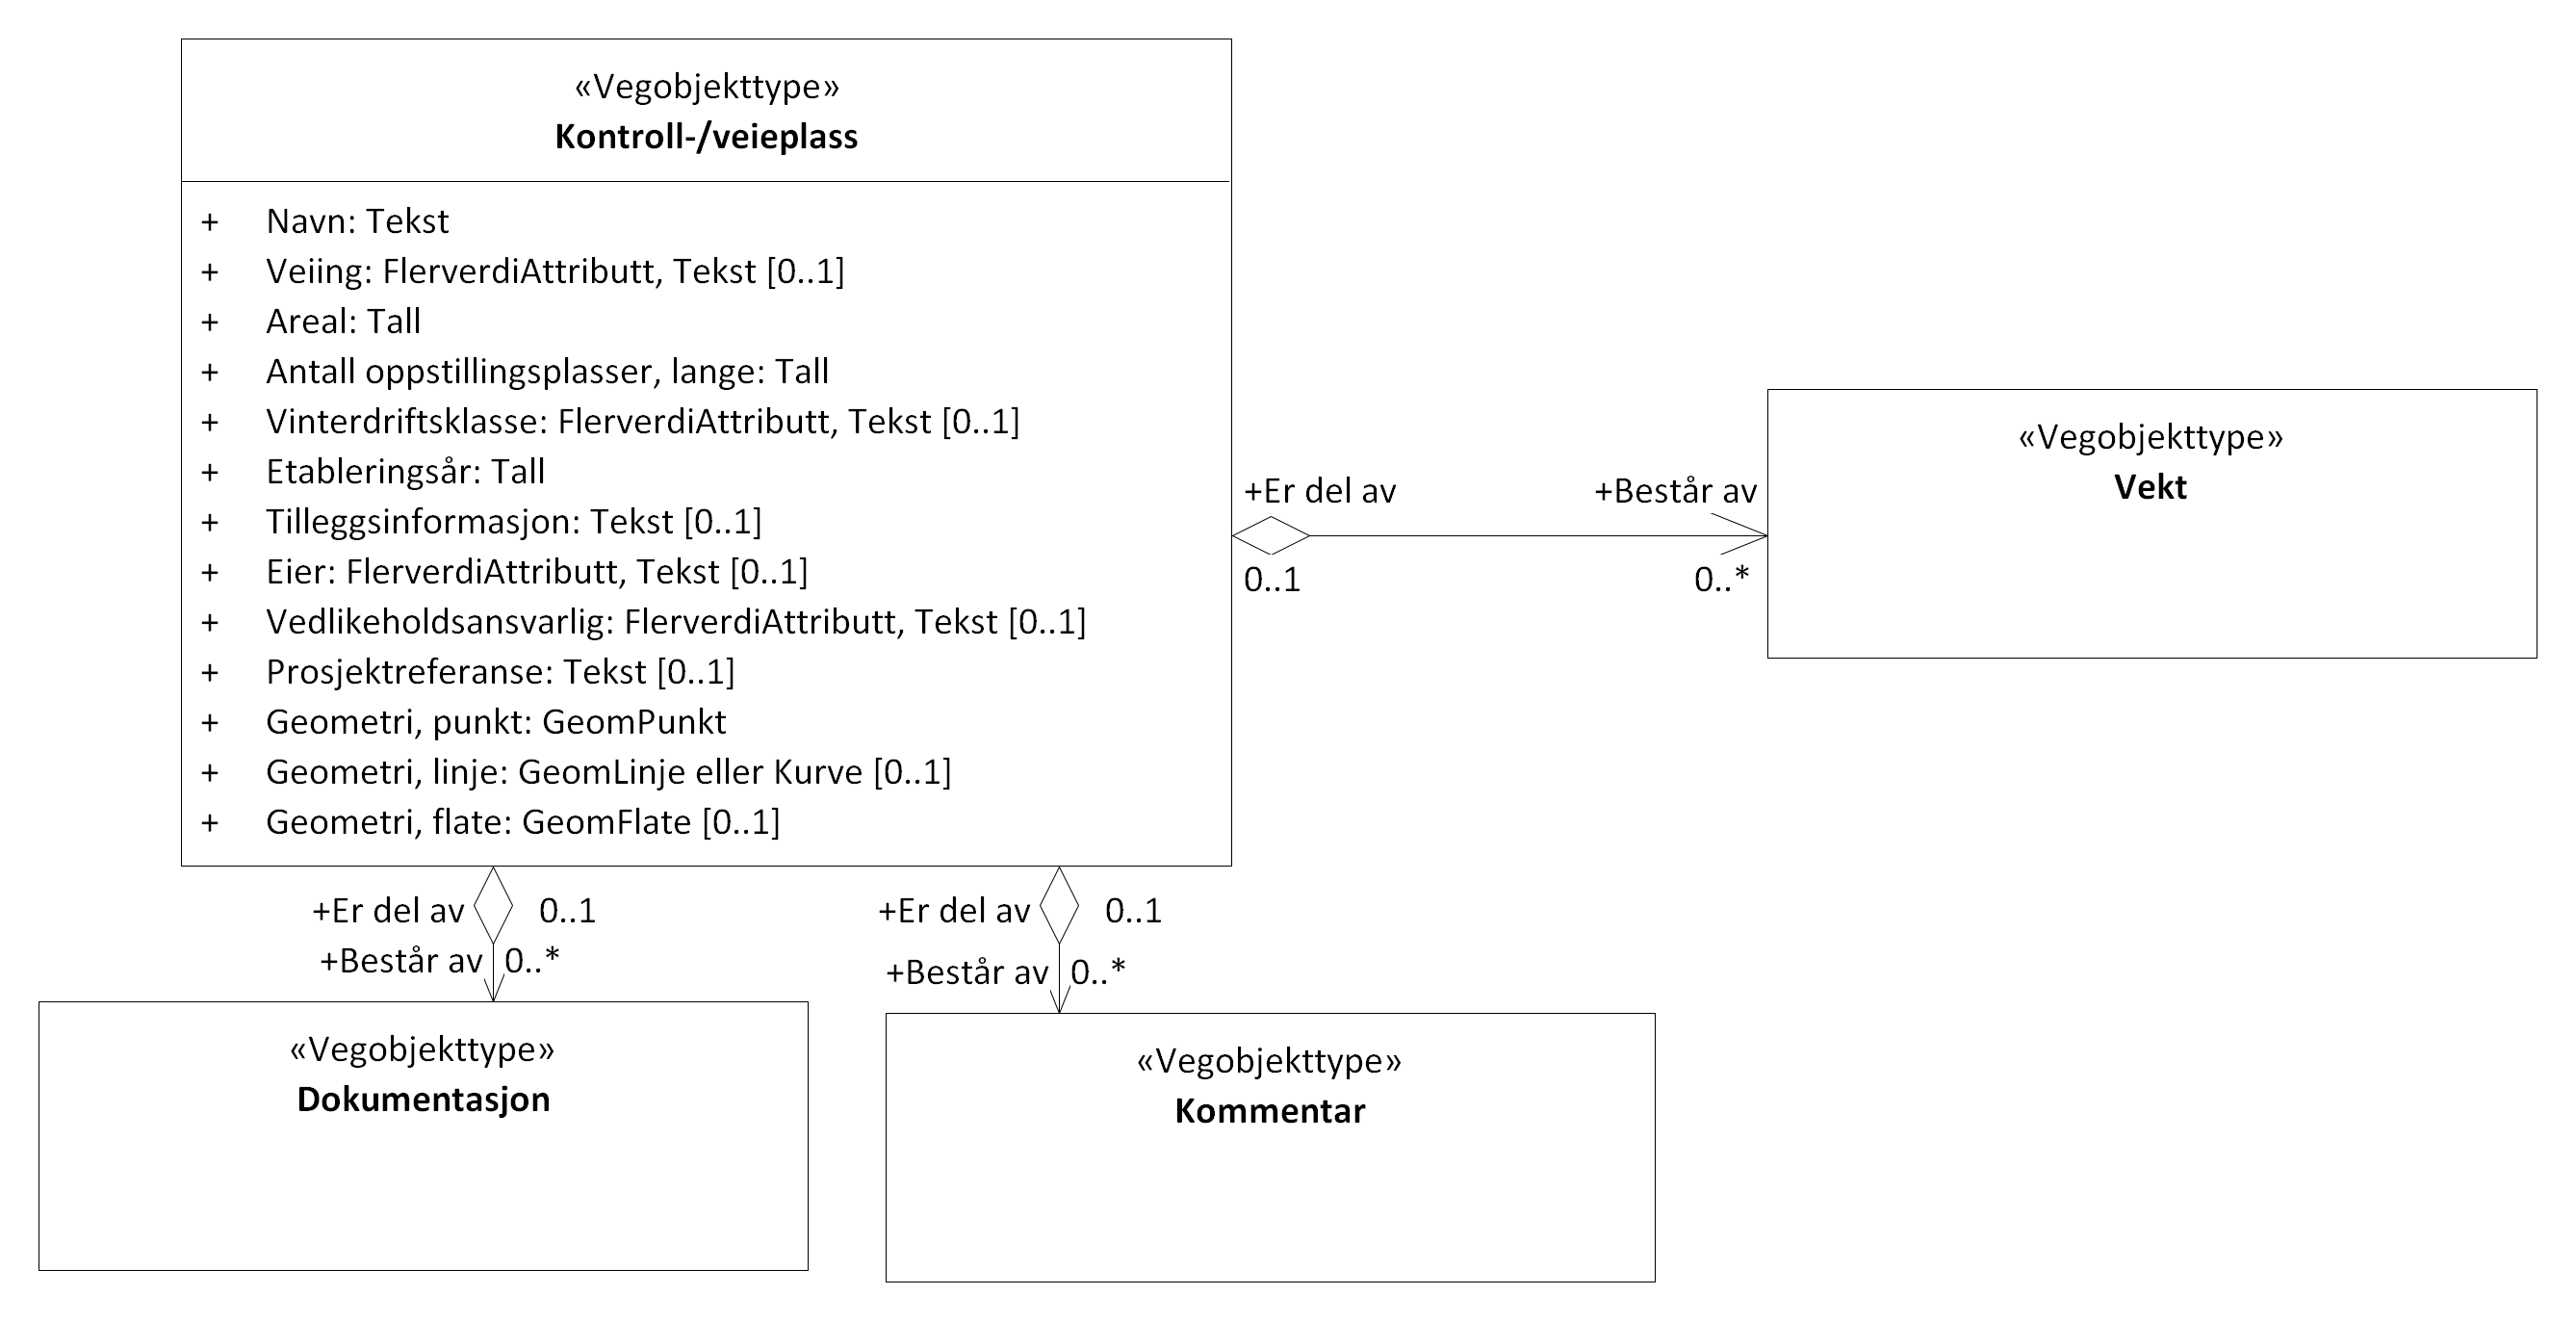 «Vegobjekttype»
Kontroll-/veieplass
+ Navn: Tekst
+ Veiing: FlerverdiAttributt, Tekst [0..1]
+ Areal: Tall
+ Antall oppstillingsplasser, lange: Tall
+ Vinterdriftsklasse: FlerverdiAttributt, Tekst [0..1]
+ Etableringsår: Tall
+ Tilleggsinformasjon: Tekst [0..1]
+ Eier: FlerverdiAttributt, Tekst [0..1]
+ Vedlikeholdsansvarlig: FlerverdiAttributt, Tekst [0..1]
+ Prosjektreferanse: Tekst [0..1]
+ Geometri, punkt: GeomPunkt
+ Geometri, linje: GeomLinje eller Kurve [0..1]
+ Geometri, flate: GeomFlate [0..1]
+Er del av +Består av
0..1 0..*
«Vegobjekttype»
Vekt
+Er del av 0..1
+Består av 0..*
«Vegobjekttype»
Dokumentasjon
+Er del av 0..1
+Består av 0..*
«Vegobjekttype»
Kommentar